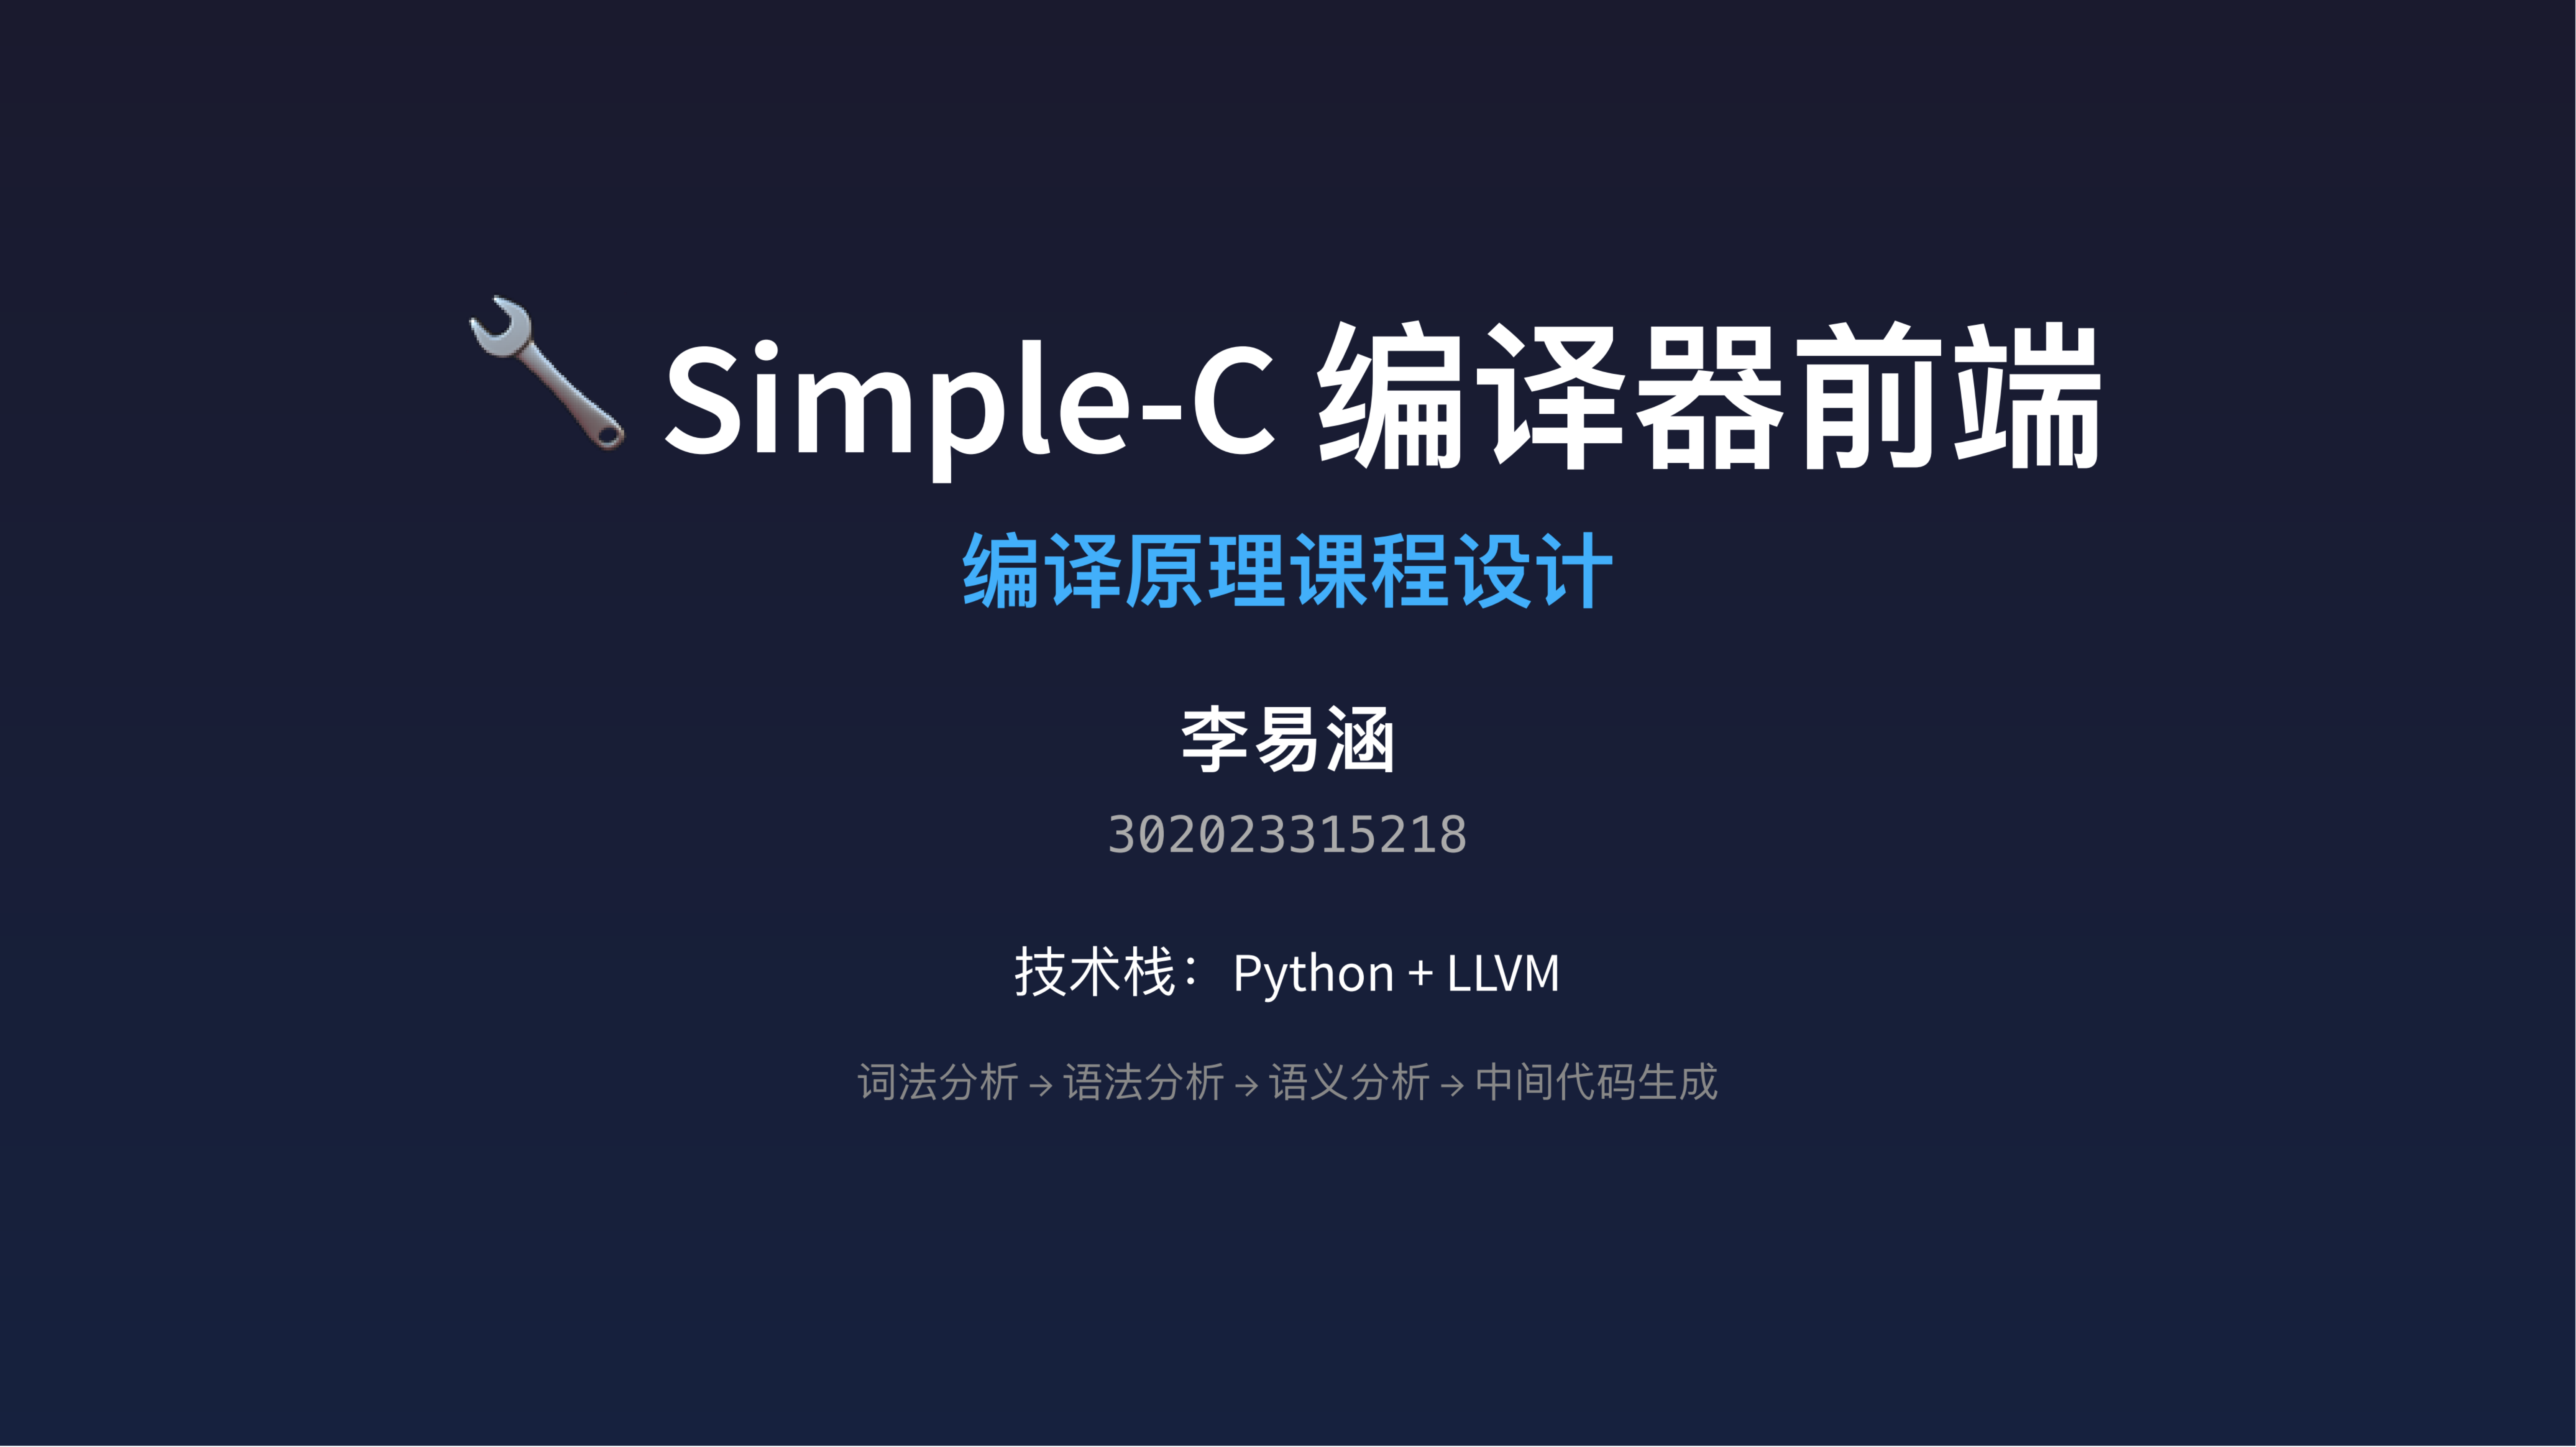 Simple-C 编译器前端
编译原理课程设计
李易涵
302023315218
技术栈：Python + LLVM
词法分析 → 语法分析 → 语义分析 → 中间代码生成